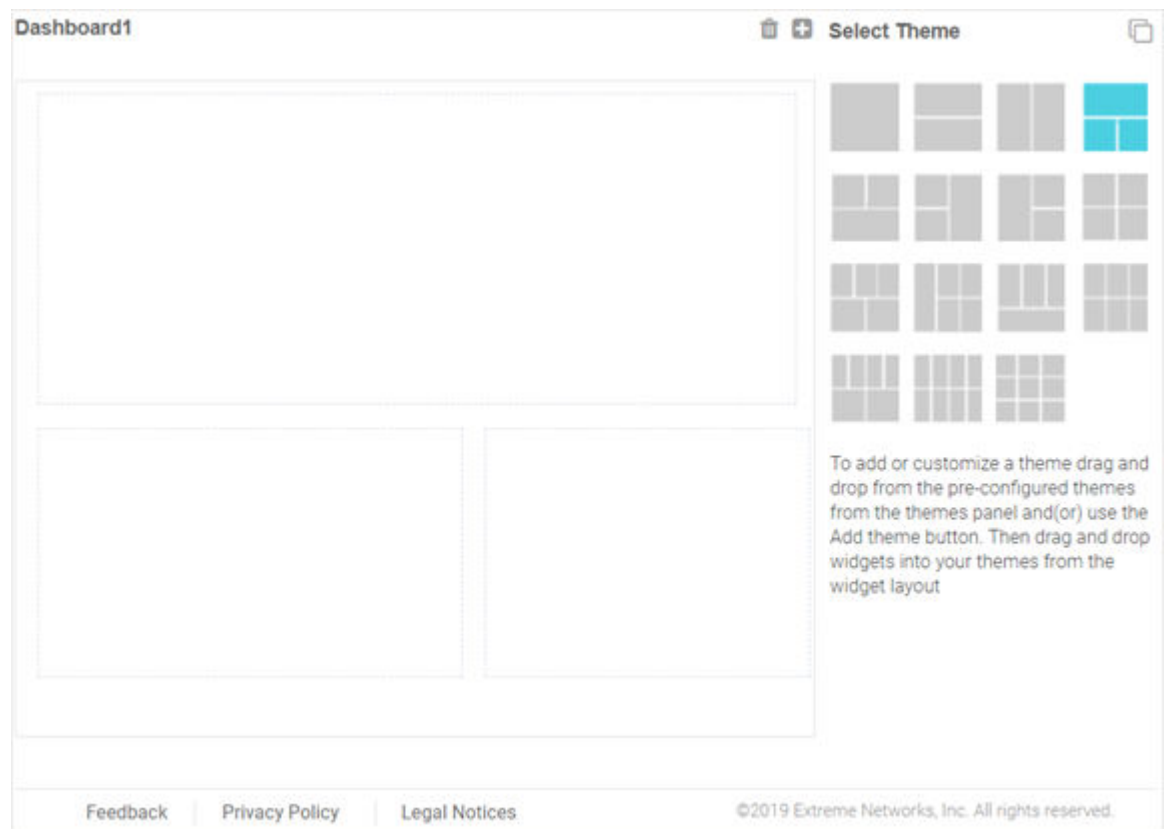 Dashboard1
Select Theme
To add or customize a theme drag and
drop from the pre-configured themes
from the themes panel and(or) use the
Add theme button. Then drag and drop
widgets into your themes from the
widget layout
Feedback
Privacy Policy
Legal Notices
©2019 Extreme Networks, Inc. All rights reserved.